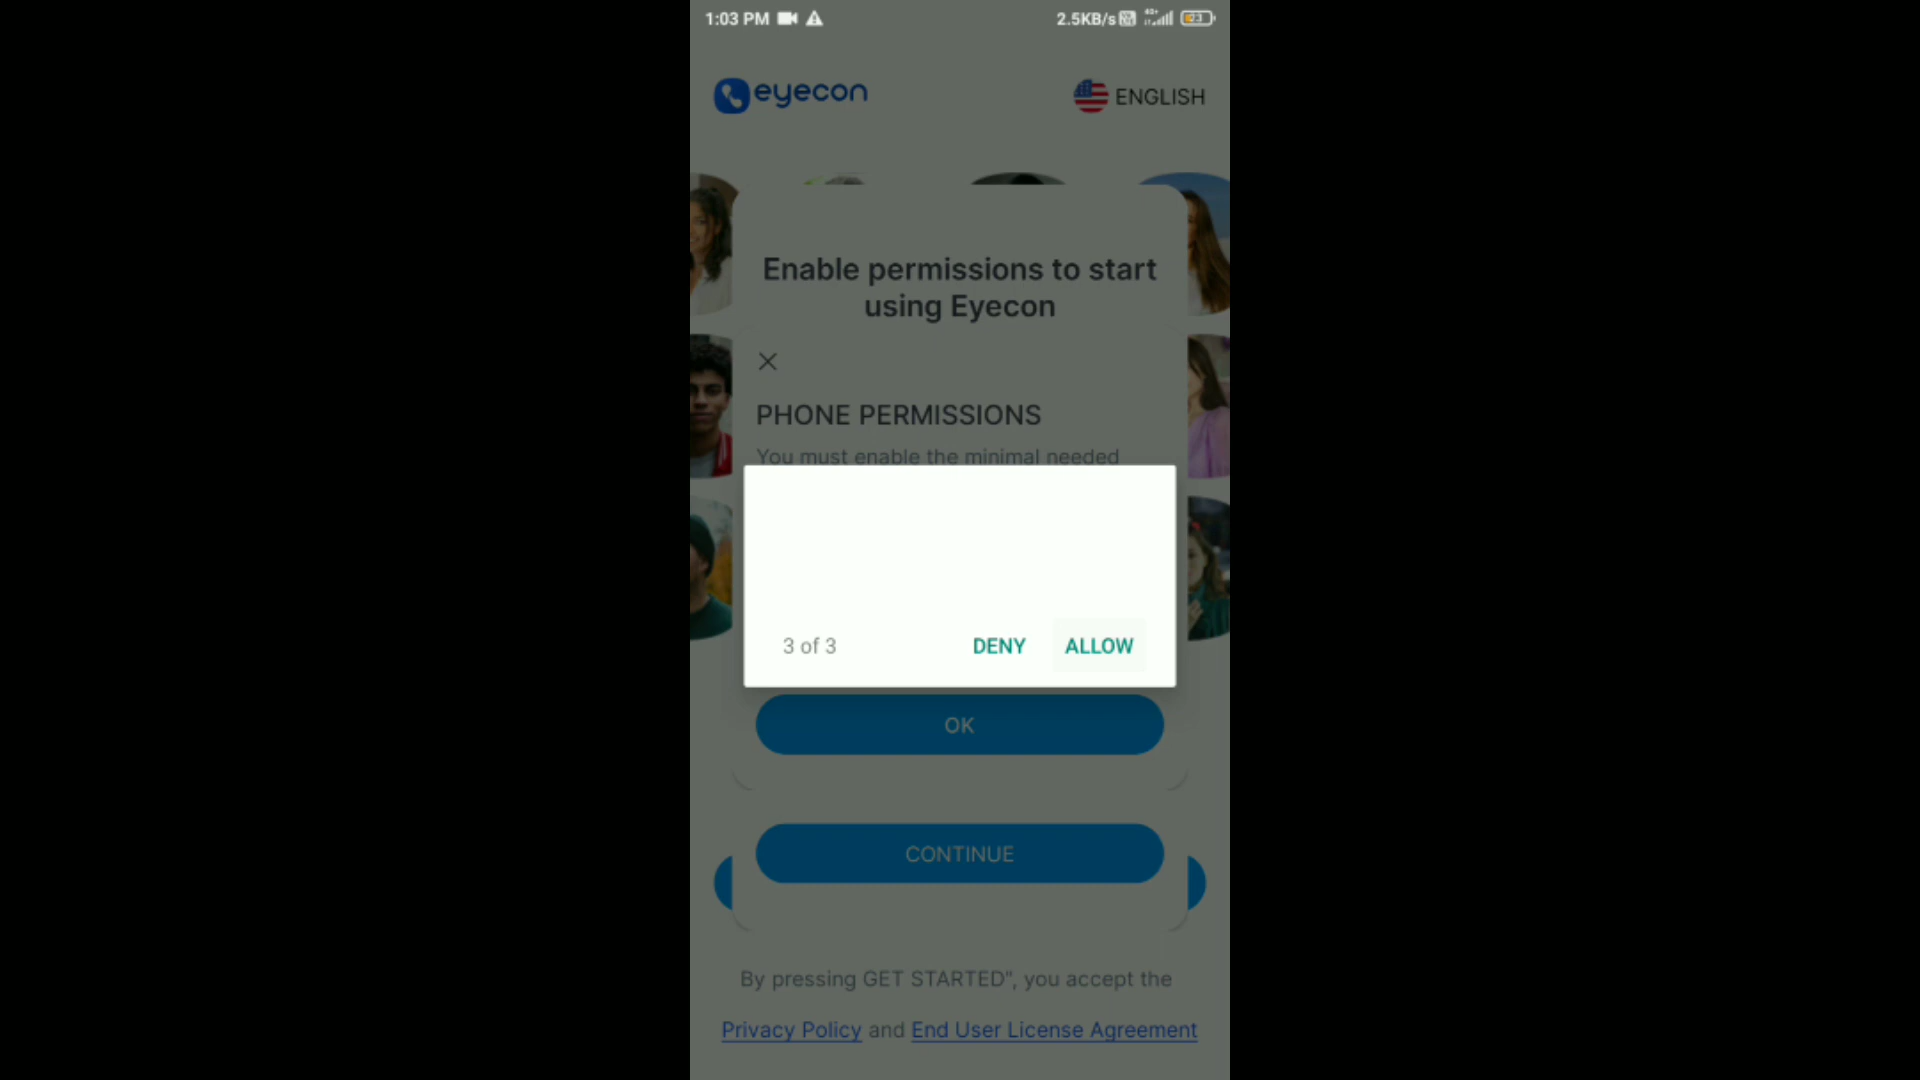 1:03 PM
2.5KB/s
4G+
23
eyecon
ENGLISH
Enable permissions to start
using Eyecon
PHONE PERMISSIONS
You must enable the minimal needed
3 of 3
DENY
ALLOW
OK
CONTINUE
By pressing GET STARTED", you accept the
Privacy Policy and End User License Agreement